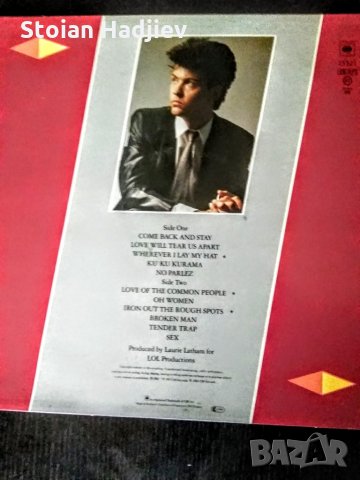 Stoian Hadjiev
CBS
Side One
COME BACK AND STAY
LOVE WILL TEAR US APART
WHEREVER I LAY MY HAT •
KU KU KURAMA
NO PARLEZ
Side Two
LOVE OF THE COMMON PEOPLE •
OH WOMEN
IRON OUT THE ROUGH SPOTS •
BROKEN MAN
TENDER TRAP
SEX
Produced by Laurie Latham for
LOL Productions
BAZAR